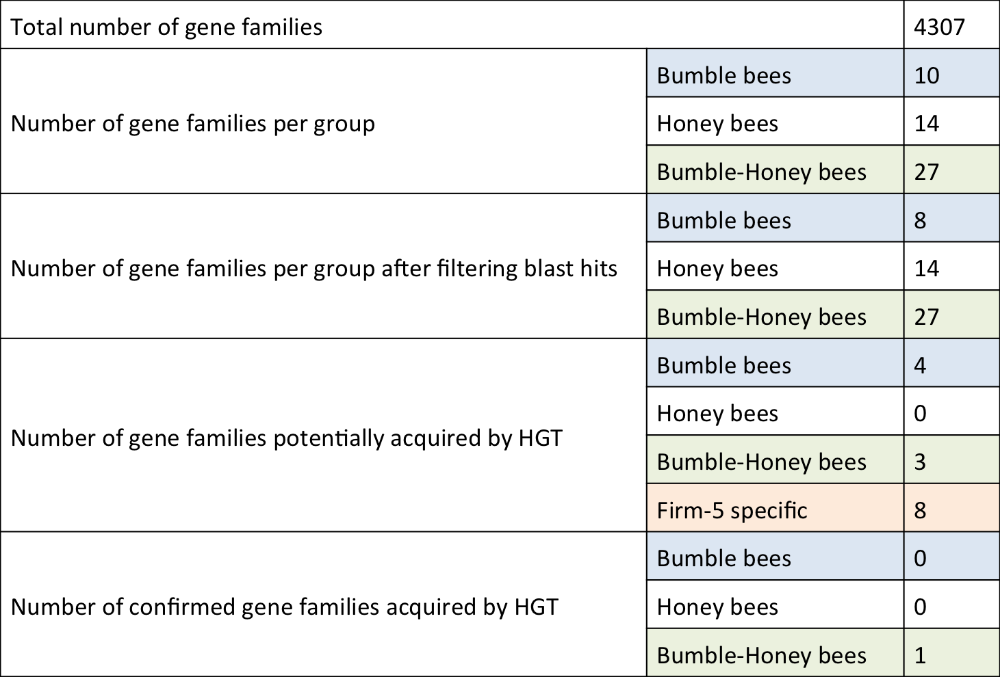 Total number of gene families 4307
Number of gene families per group
Bumble bees 10
Honey bees 14
Bumble-Honey bees 27
Number of gene families per group after filtering blast hits
Bumble bees 8
Honey bees 14
Bumble-Honey bees 27
Number of gene families potentially acquired by HGT
Bumble bees 4
Honey bees 0
Bumble-Honey bees 3
Firm-5 specific 8
Number of confirmed gene families acquired by HGT
Bumble bees 0
Honey bees 0
Bumble-Honey bees 1